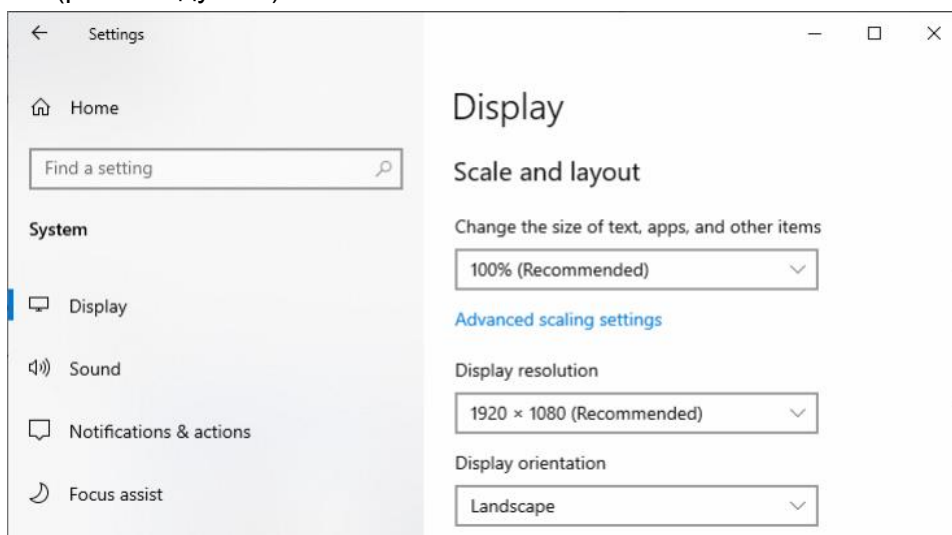 Settings
Home
Find a setting
System
Display
Sound
Notifications & actions
Focus assist
Display
Scale and layout
Change the size of text, apps, and other items
100% (Recommended)
Advanced scaling settings
Display resolution
1920 × 1080 (Recommended)
Display orientation
Landscape